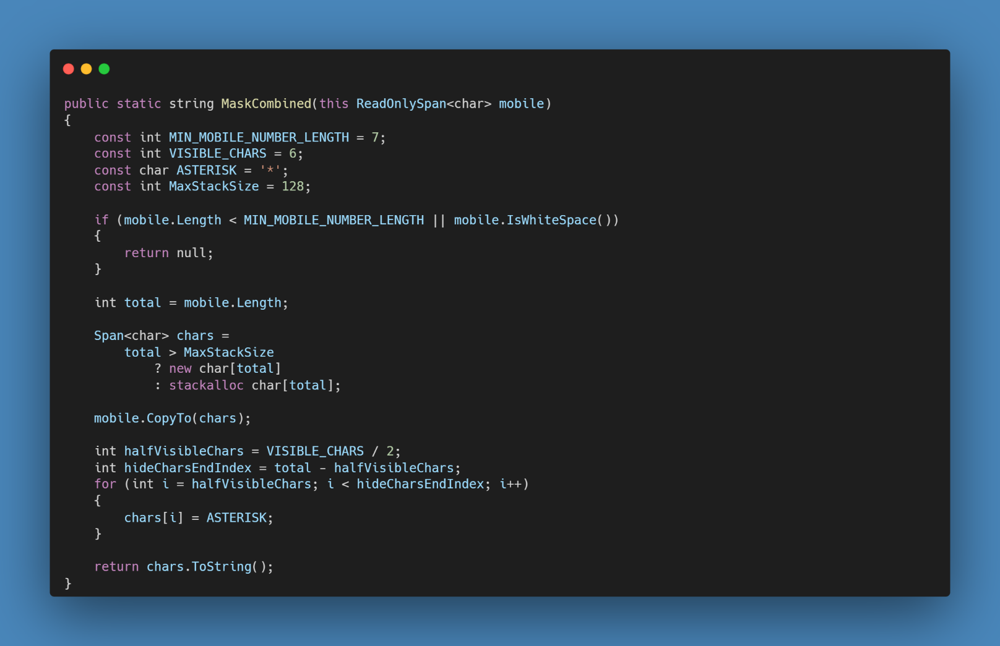 public static string MaskCombined(this ReadOnlySpan<char> mobile)
{
    const int MIN_MOBILE_NUMBER_LENGTH = 7;
    const int VISIBLE_CHARS = 6;
    const char ASTERISK = '*';
    const int MaxStackSize = 128;

    if (mobile.Length < MIN_MOBILE_NUMBER_LENGTH || mobile.IsWhiteSpace())
    {
        return null;
    }

    int total = mobile.Length;

    Span<char> chars =
        total > MaxStackSize
            ? new char[total]
            : stackalloc char[total];

    mobile.CopyTo(chars);

    int halfVisibleChars = VISIBLE_CHARS / 2;
    int hideCharsEndIndex = total - halfVisibleChars;
    for (int i = halfVisibleChars; i < hideCharsEndIndex; i++)
    {
        chars[i] = ASTERISK;
    }

    return chars.ToString();
}